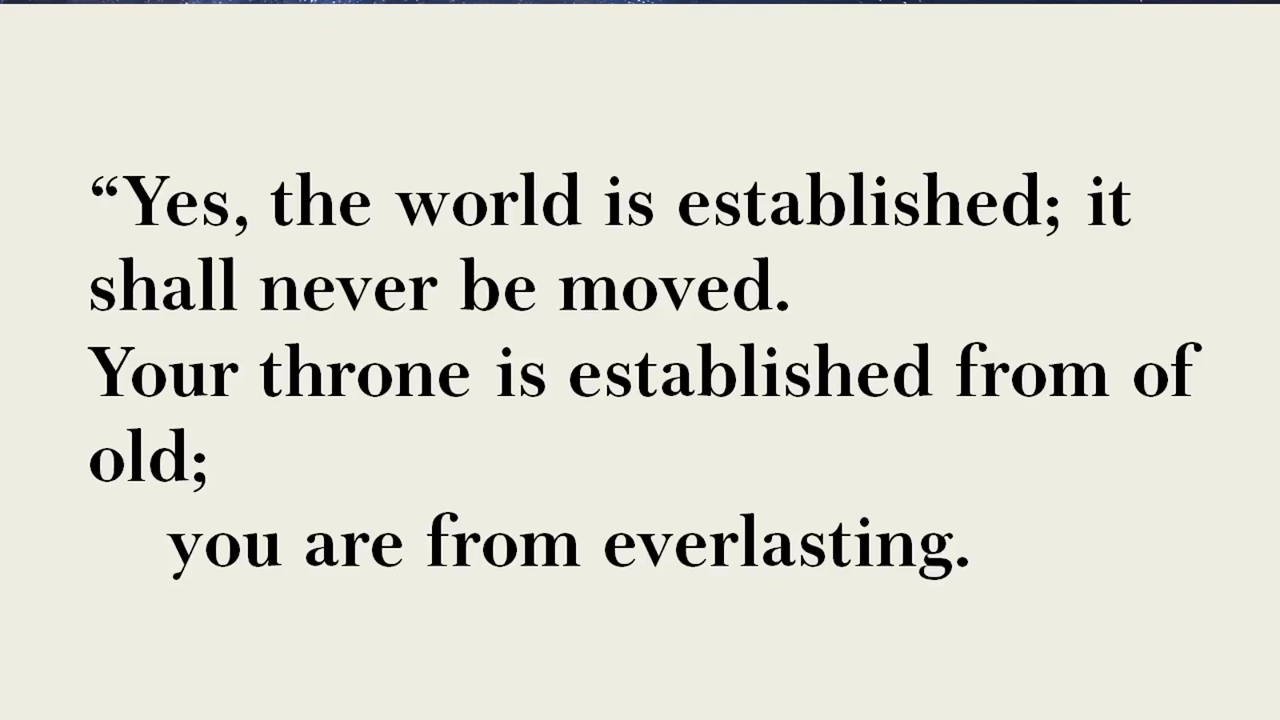 “Yes, the world is established; it
shall never be moved.
Your throne is established from of
old;
you are from everlasting.